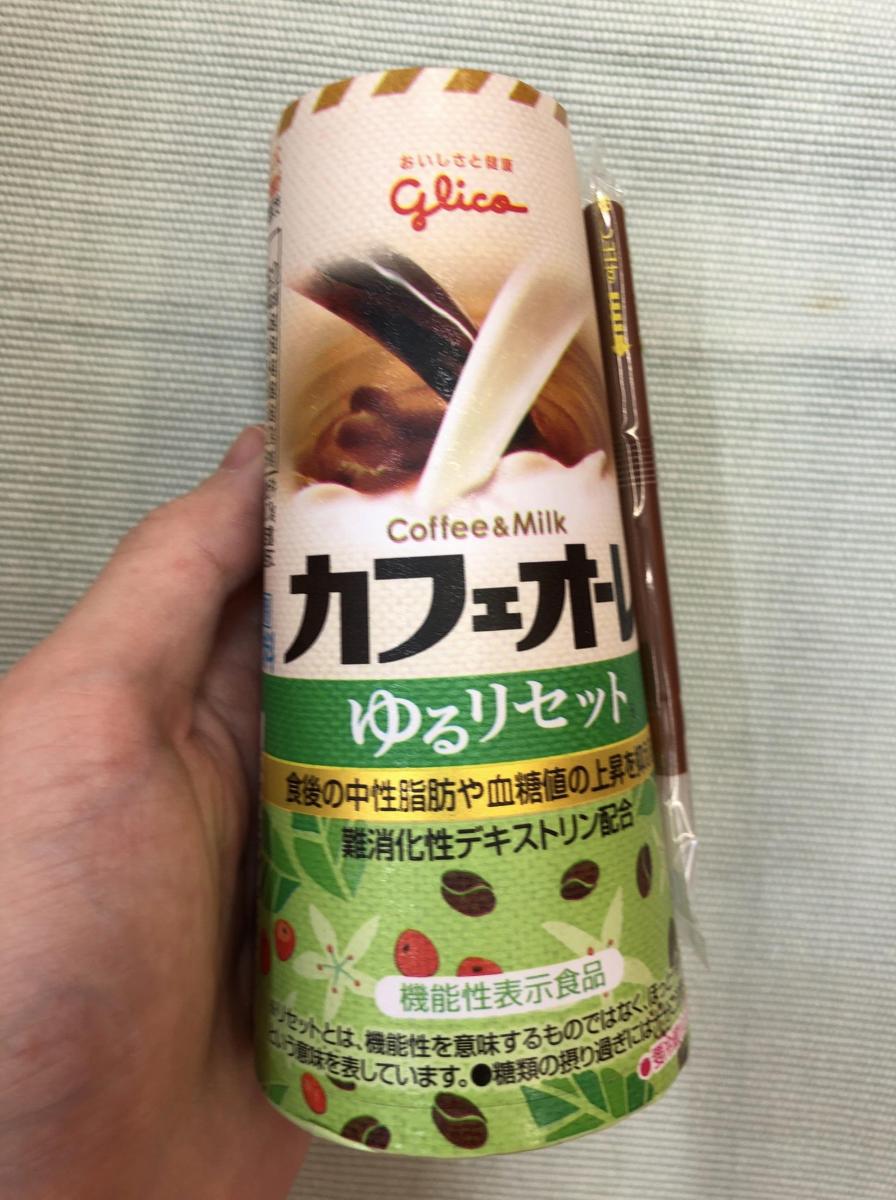 おいしさと健康
glico
Coffee&Milk
カフェオーレ
ゆるリセット
食後の中性脂肪や血糖値の上昇を
難消化性デキストリン配合
機能性表示食品
リセットとは、機能性を意味するものではなく、ほっと
という意味を表しています。●糖類の摂り過ぎには